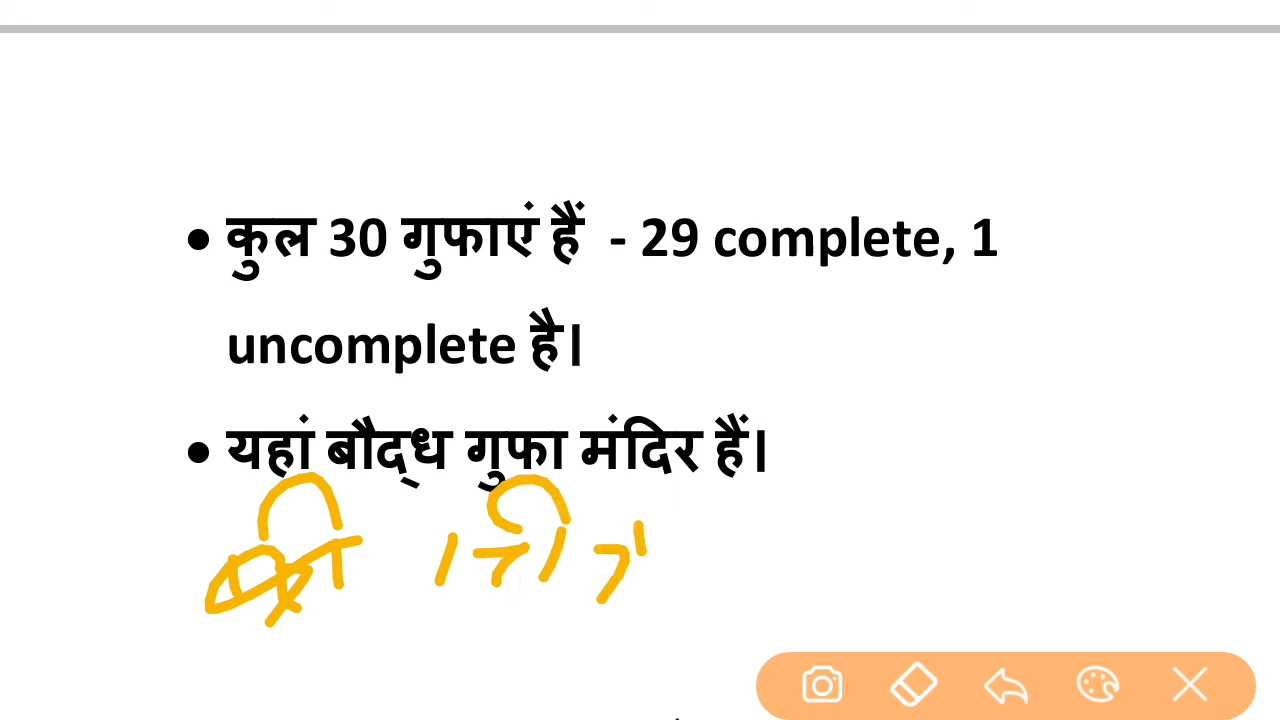 • कुल 30 गुफाएं हैं - 29 complete, 1
uncomplete है।
• यहां बौद्ध गुफा मंदिर हैं।